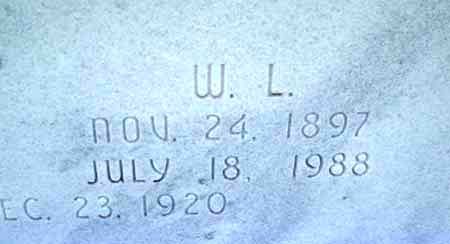 W. L.
NOV. 24. 1897
JULY 18, 1988
EC. 23. 1920